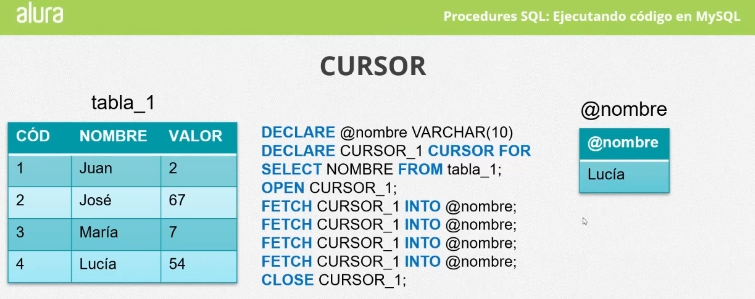 alura
Procedures SQL: Ejecutando código en MySQL
CURSOR
tabla_1
CÓD NOMBRE VALOR
1 Juan 2
2 José 67
3 María 7
4 Lucía 54
DECLARE @nombre VARCHAR(10)
DECLARE CURSOR_1 CURSOR FOR
SELECT NOMBRE FROM tabla_1;
OPEN CURSOR_1;
FETCH CURSOR_1 INTO @nombre;
FETCH CURSOR_1 INTO @nombre;
FETCH CURSOR_1 INTO @nombre;
FETCH CURSOR_1 INTO @nombre;
CLOSE CURSOR_1;
@nombre
@nombre
Lucía